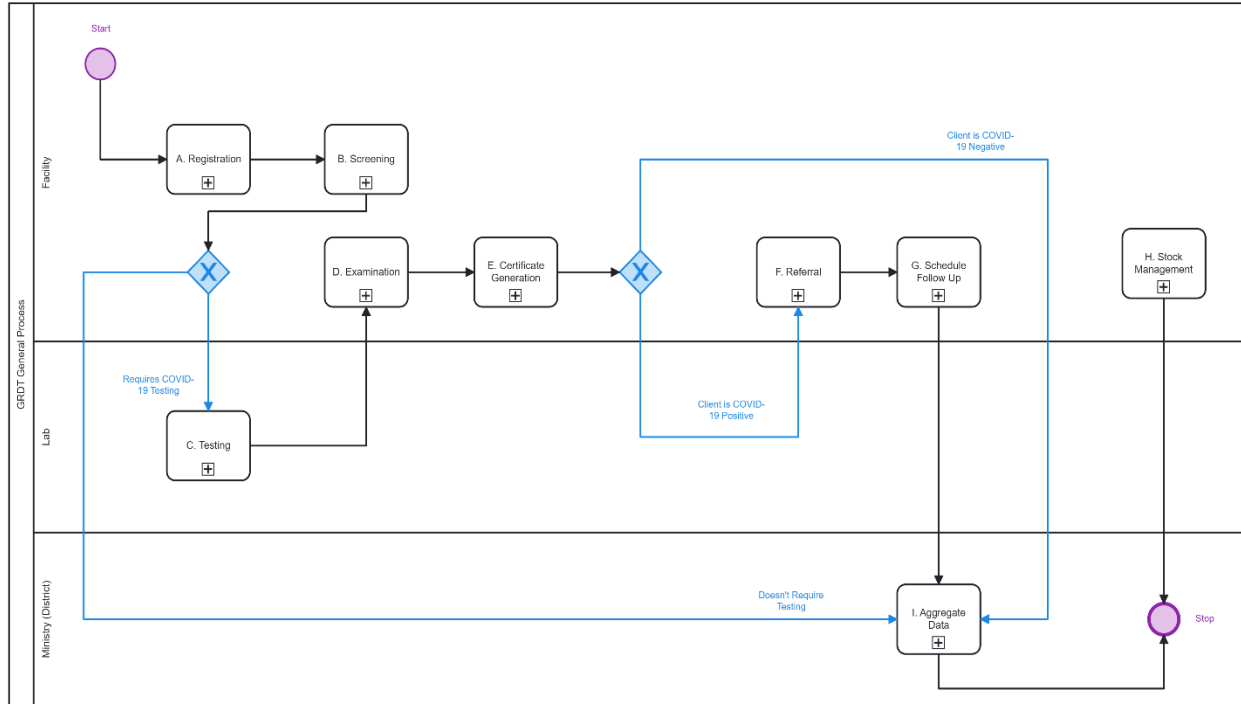 Start
GRDT General Process
Facility
A. Registration
B. Screening
Client is COVID-
19 Negative
D. Examination
E. Certificate
Generation
F. Referral
G. Schedule
Follow Up
H. Stock
Management
X
X
Lab
Requires COVID-
19 Testing
C. Testing
Client is COVID-
19 Positive
Ministry (District)
Doesn't Require
Testing
I. Aggregate
Data
Stop